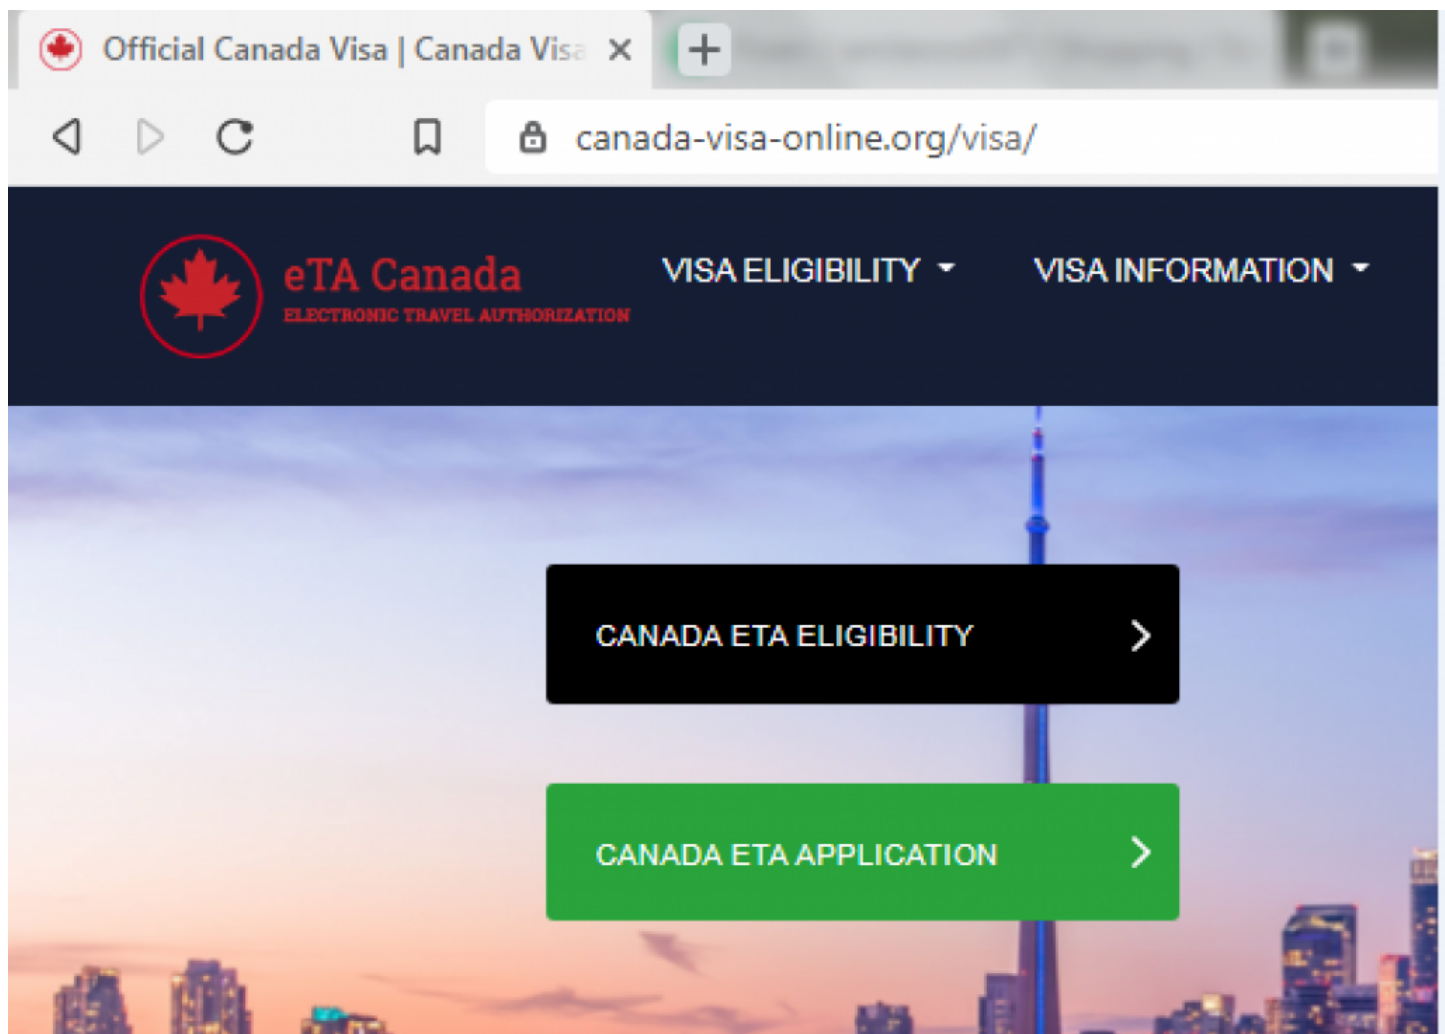 Official Canada Visa | Canada Visa
canada-visa-online.org/visa/
eTA Canada
ELECTRONIC TRAVEL AUTHORIZATION
VISA ELIGIBILITY
VISA INFORMATION
CANADA ETA ELIGIBILITY
CANADA ETA APPLICATION